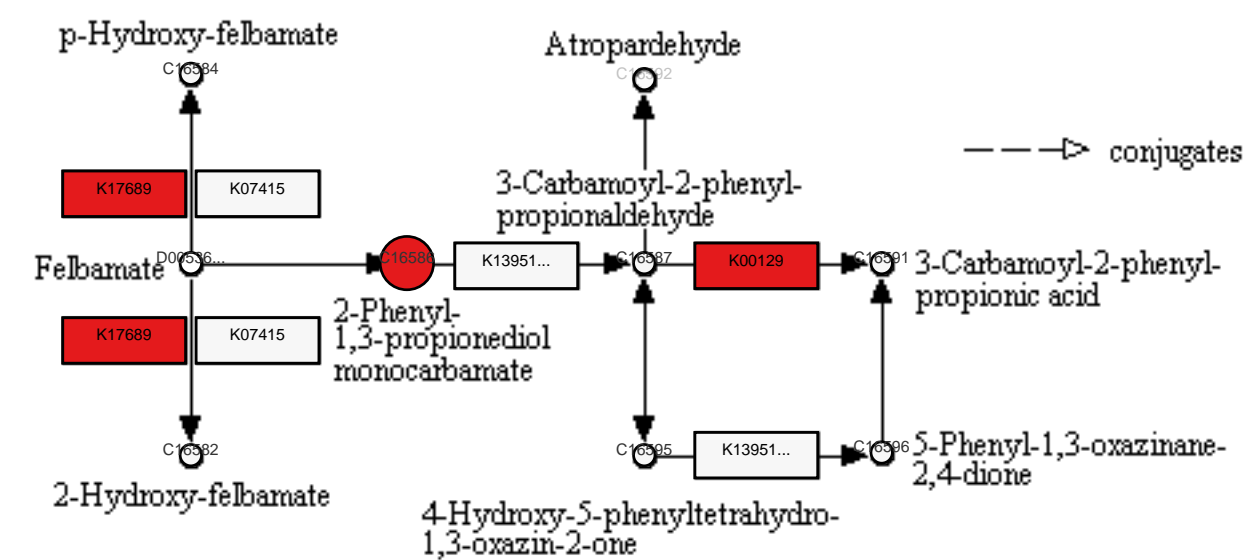 p-Hydroxy-felbamate
C16584
Atropardehyde
C16592
conjugates
K17689
K07415
3-Carbamoyl-2-phenyl-
propionaldehyde
Felbamate
D00536...
C16586
K13951...
C16587
K00129
C16591
3-Carbamoyl-2-phenyl-
propionic acid
2-Phenyl-
1,3-propionediol
monocarbamate
K17689
K07415
C16582
2-Hydroxy-felbamate
C16595
K13951...
C16596
5-Phenyl-1,3-oxazinane-
2,4-dione
4-Hydroxy-5-phenyltetrahydro-
1,3-oxazin-2-one